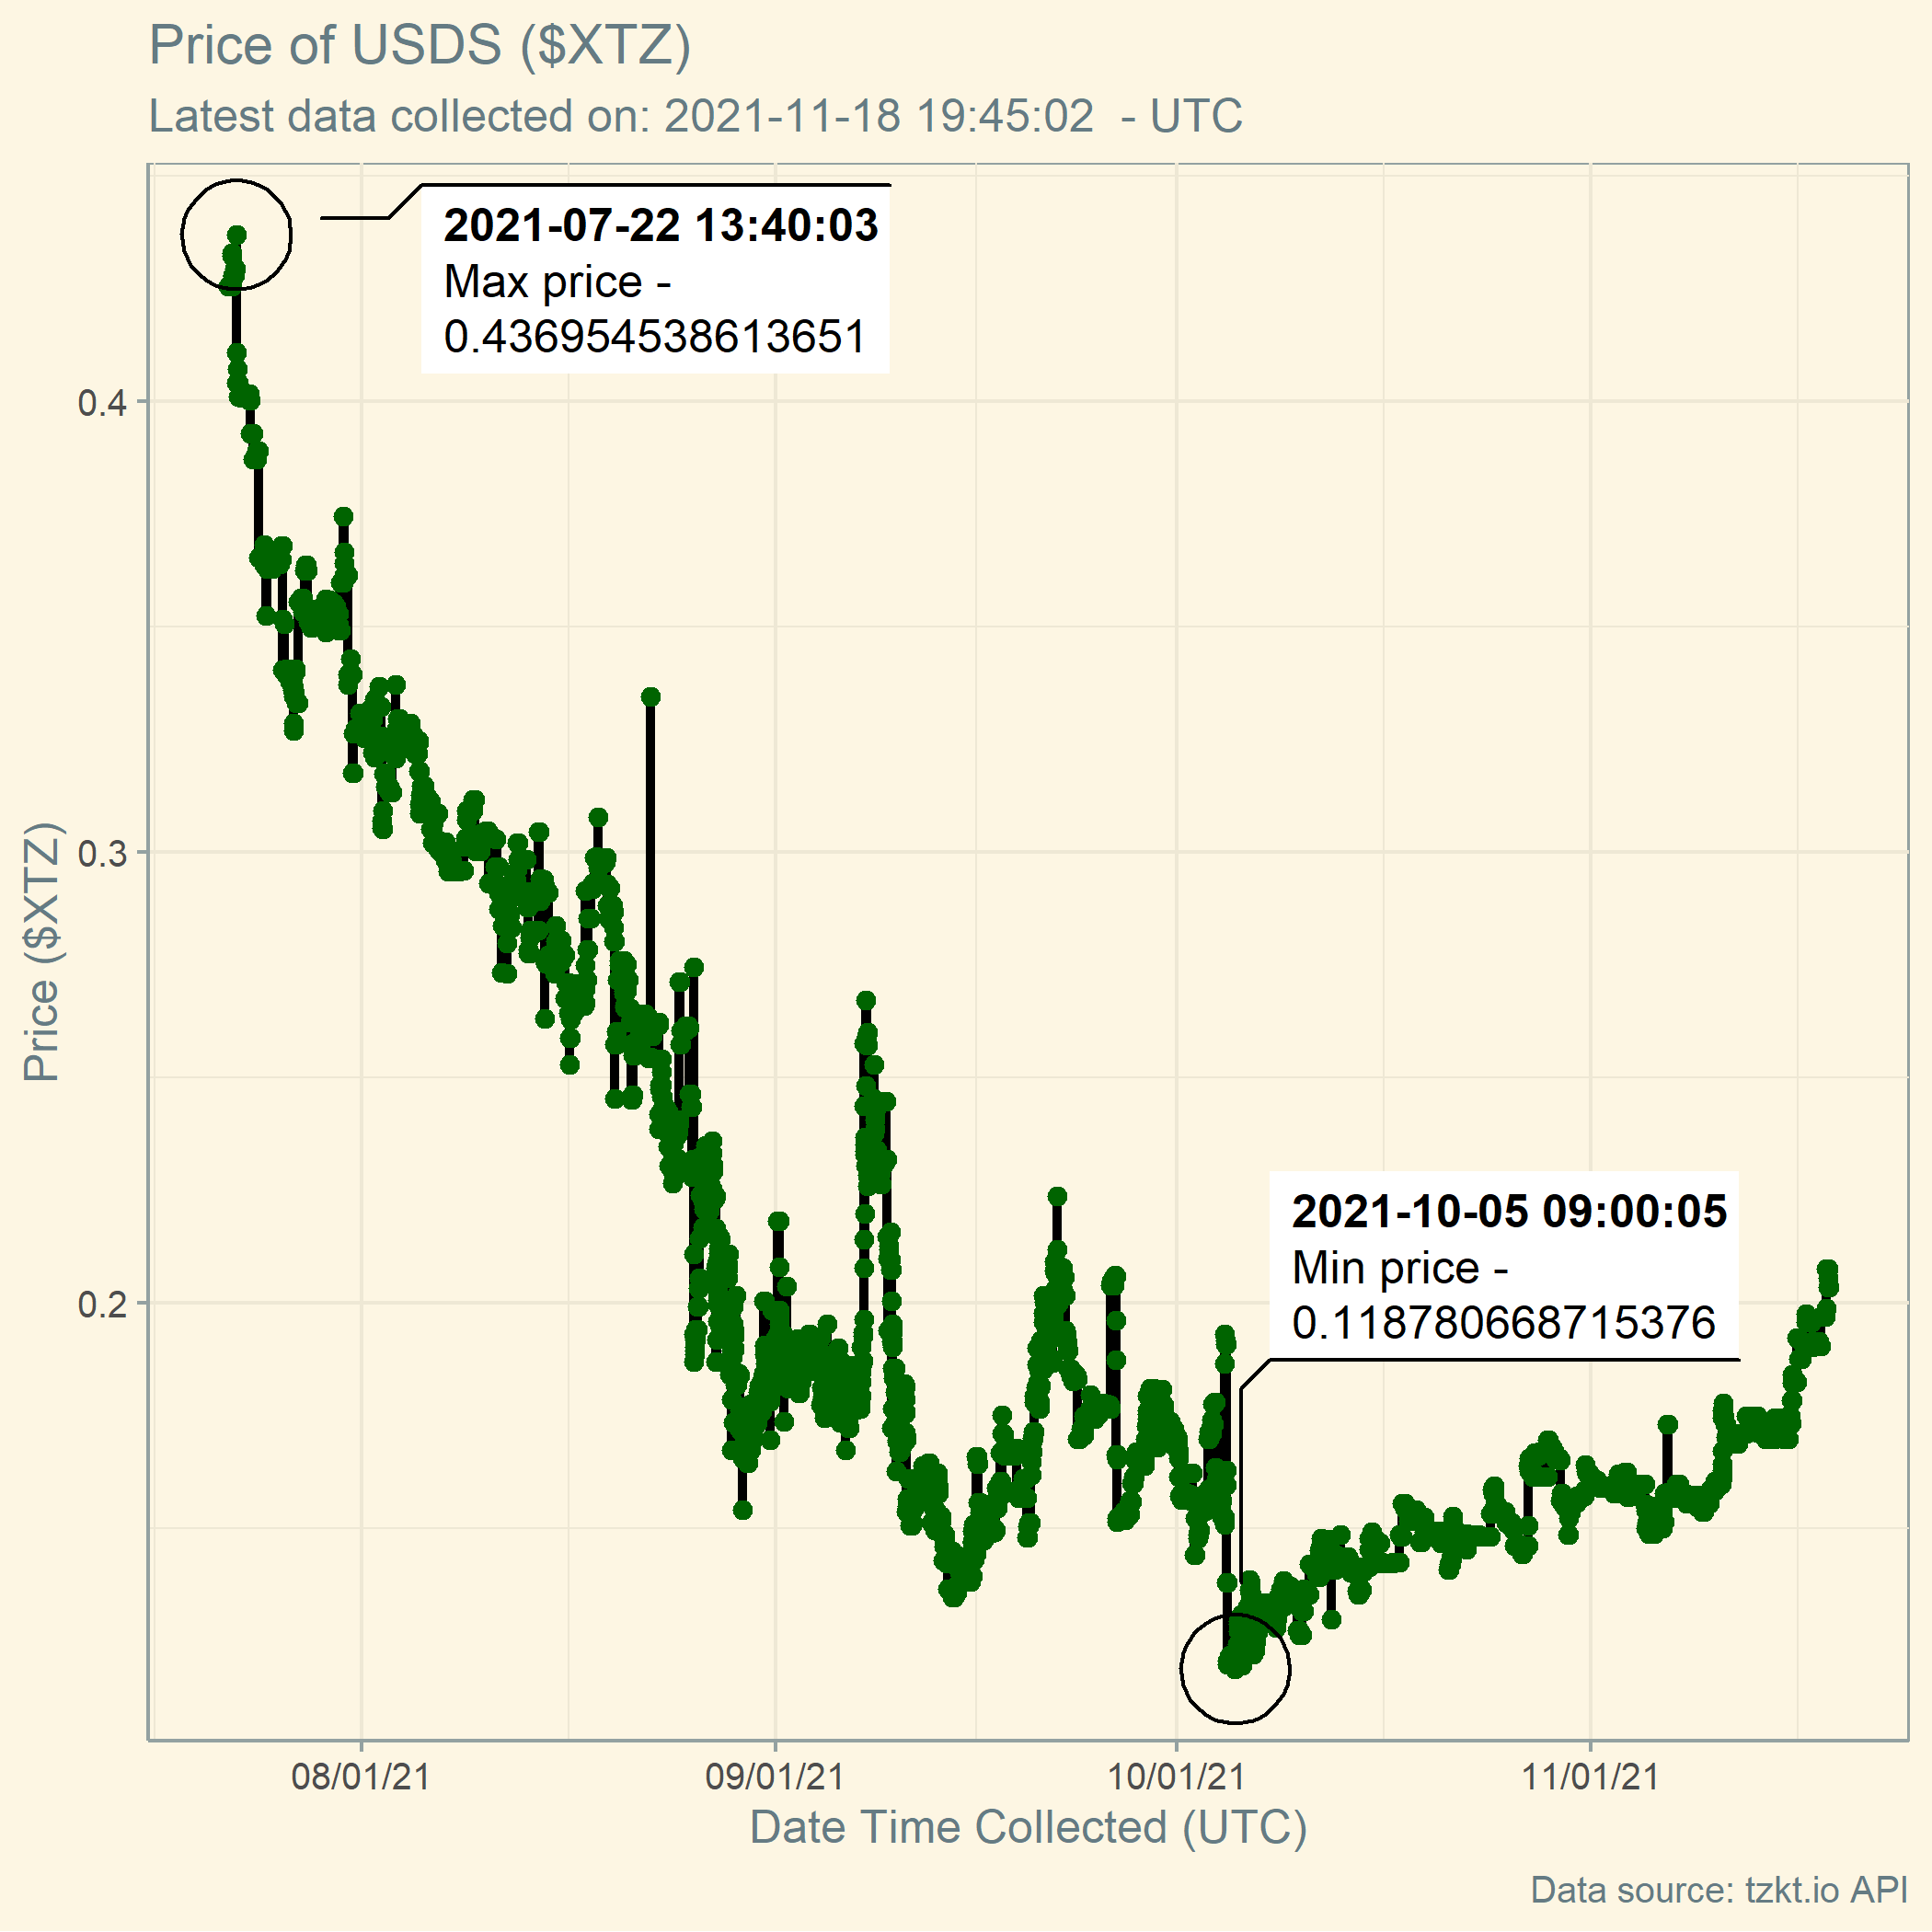 Price of USDS ($XTZ)
Latest data collected on: 2021-11-18 19:45:02  - UTC
2021-07-22 13:40:03
Max price -
0.436954538613651
0.4
0.3
0.2
Price ($XTZ)
2021-10-05 09:00:05
Min price -
0.118780668715376
08/01/21
09/01/21
10/01/21
11/01/21
Date Time Collected (UTC)
Data source: tzkt.io API